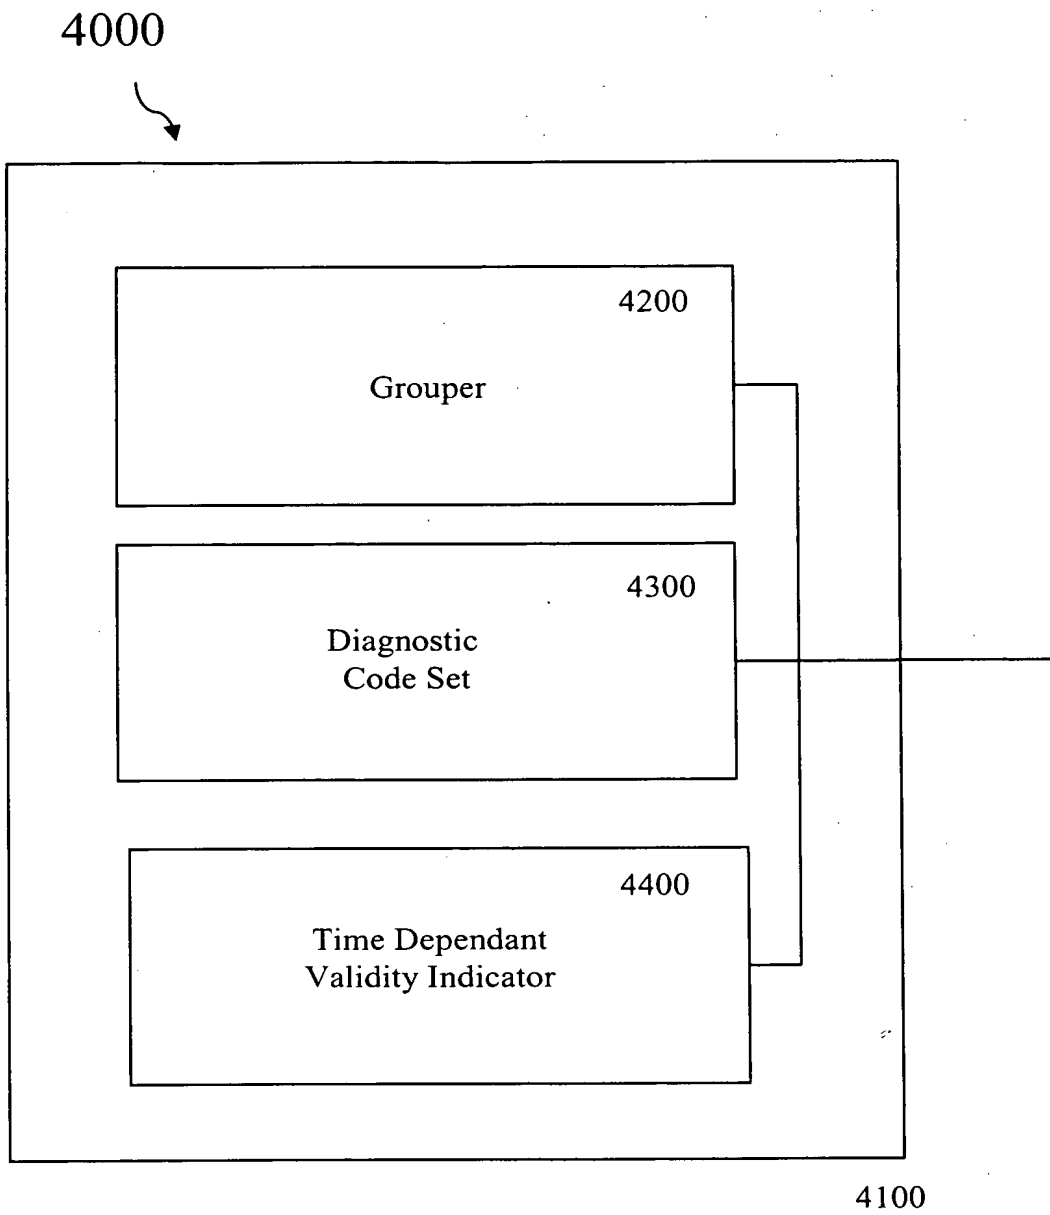 4000
4200
Grouper
4300
Diagnostic
Code Set
4400
Time Dependant
Validity Indicator
4100